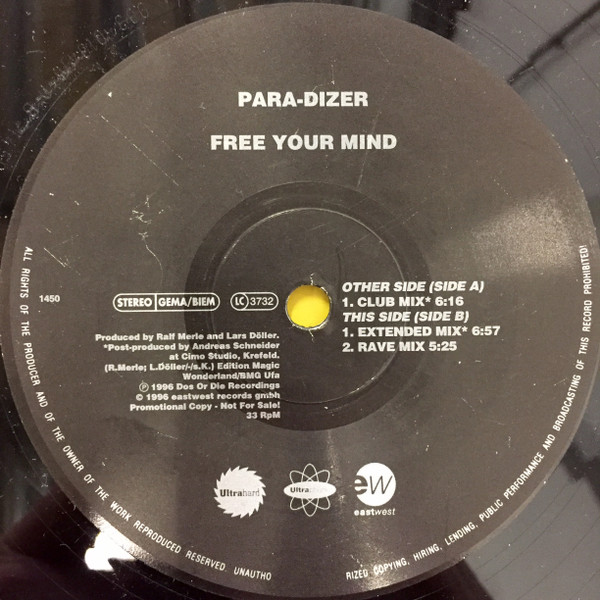 PARA-DIZER
FREE YOUR MIND
1450
STEREO GEMA/BIEM LC 3732
OTHER SIDE (SIDE A)
1. CLUB MIX* 6:16
THIS SIDE (SIDE B)
1. EXTENDED MIX* 6:57
2. RAVE MIX 5:25
Produced by Ralf Merle and Lars Döller.
*Post-produced by Andreas Schneider
at Cimo Studio, Krefeld.
(R.Merle; L.Döller/-/s.K.) Edition Magic
Wonderland/BMG Ufa
Ⓟ 1996 Dos Or Die Recordings
© 1996 eastwest records gmbh
Promotional Copy - Not For Sale!
33 RpM
Ultrahard
Ultra
eW
eastwest
ALL RIGHTS OF THE PRODUCER AND OF THE OWNER OF THE WORK REPRODUCED RESERVED. UNAUTHO
RIZED COPYING, HIRING, LENDING, PUBLIC PERFORMANCE AND BROADCASTING OF THIS RECORD PROHIBITED!